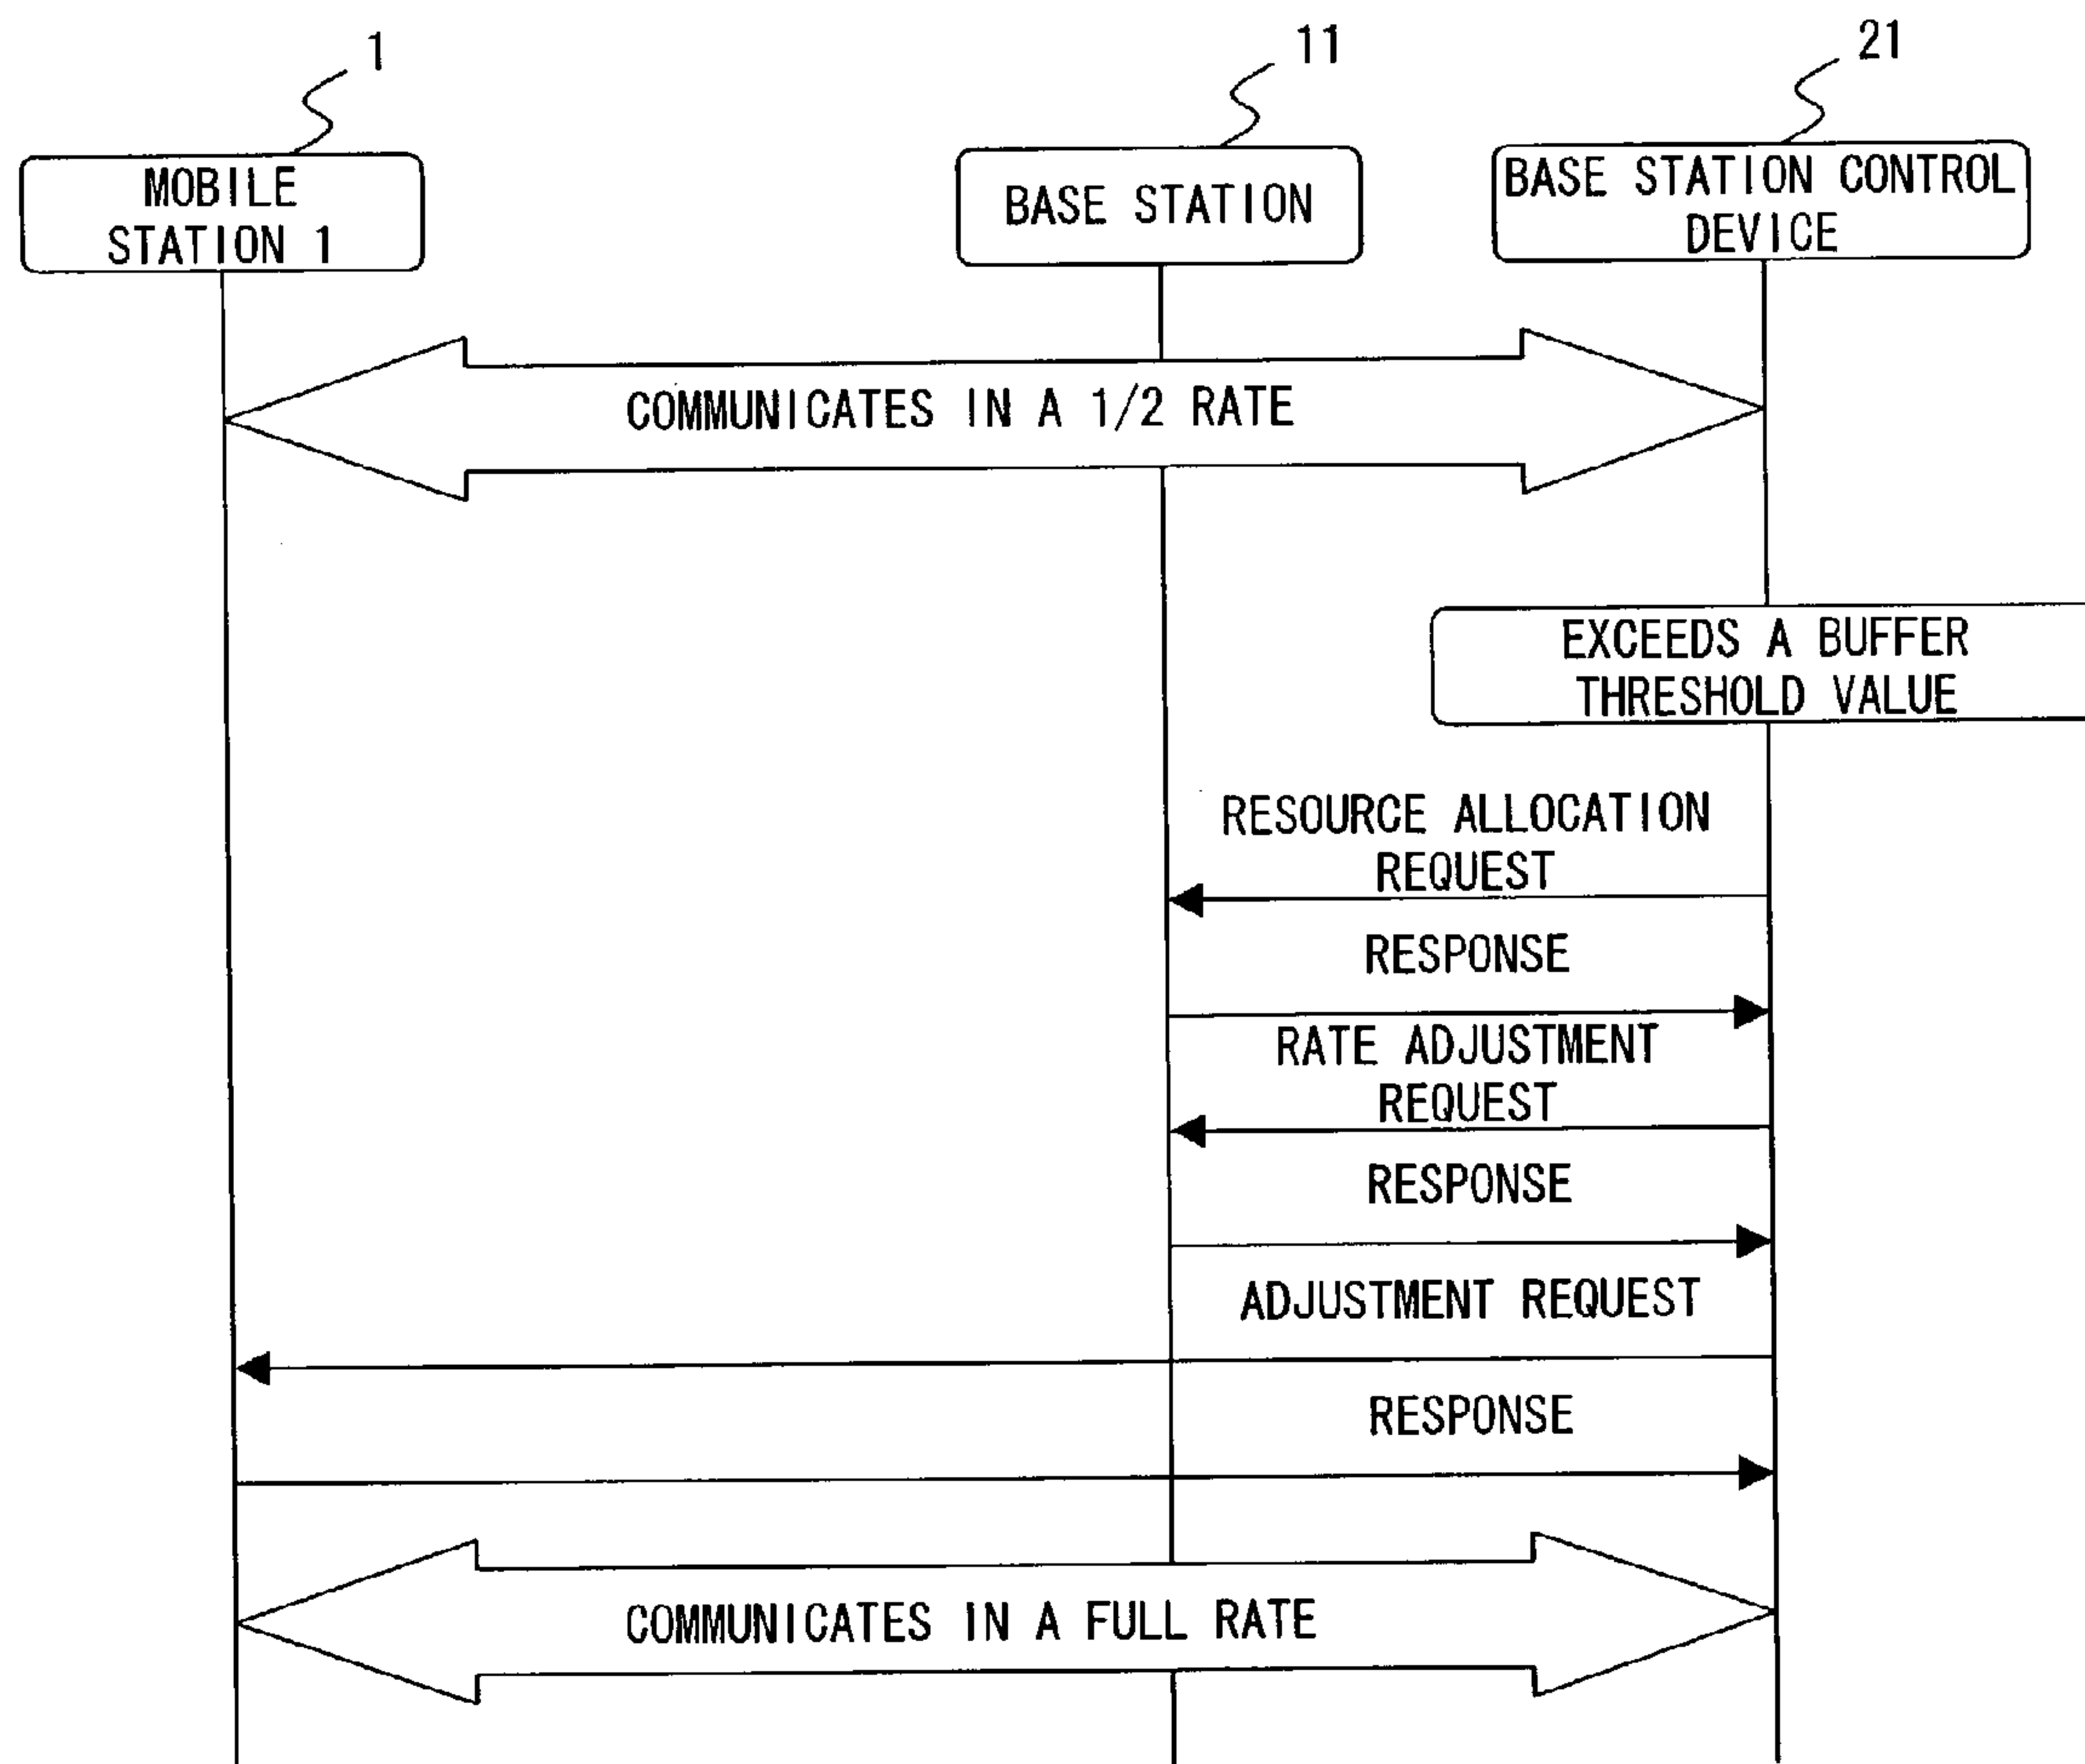 1
11
21
MOBILE
STATION 1
BASE STATION
BASE STATION CONTROL
DEVICE
COMMUNICATES IN A 1/2 RATE
EXCEEDS A BUFFER
THRESHOLD VALUE
RESOURCE ALLOCATION
REQUEST
RESPONSE
RATE ADJUSTMENT
REQUEST
RESPONSE
ADJUSTMENT REQUEST
RESPONSE
COMMUNICATES IN A FULL RATE